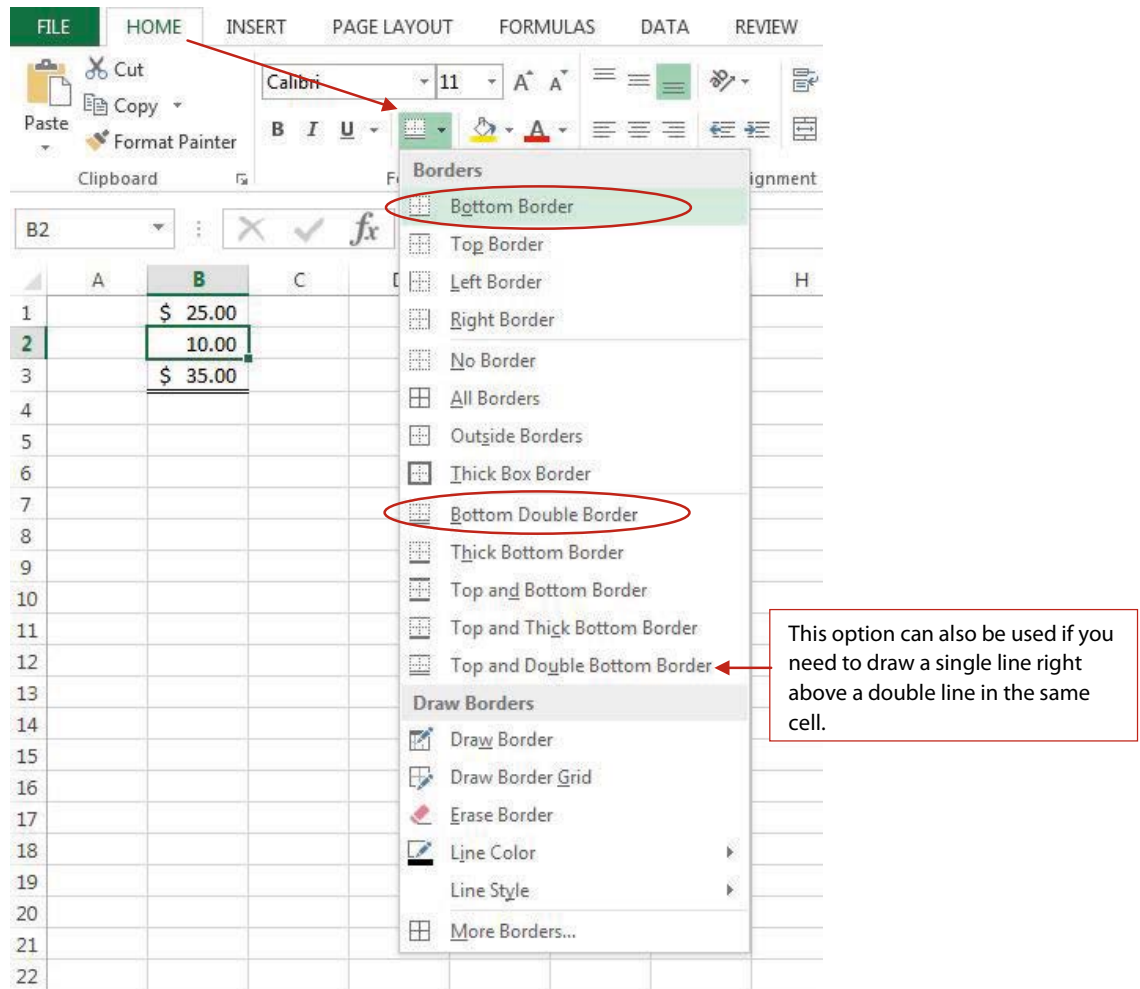 FILE HOME INSERT PAGE LAYOUT FORMULAS DATA REVIEW
Cut
Calibri 11 A A
Copy
Paste
B I U A
Format Painter
Clipboard F ignment
Borders
B2 fx
Bottom Border
Top Border
A B C D H
Left Border
1 $ 25.00
Right Border
2 10.00
No Border
3 $ 35.00
All Borders
4
Outside Borders
5
Thick Box Border
6
7
Bottom Double Border
8
Thick Bottom Border
9
Top and Bottom Border
10
Top and Thick Bottom Border
11
Top and Double Bottom Border
12
This option can also be used if you
need to draw a single line right
above a double line in the same
cell.
13
Draw Borders
14
Draw Border
15
Draw Border Grid
16
Erase Border
17
Line Color
18
Line Style
19
20
More Borders...
21
22